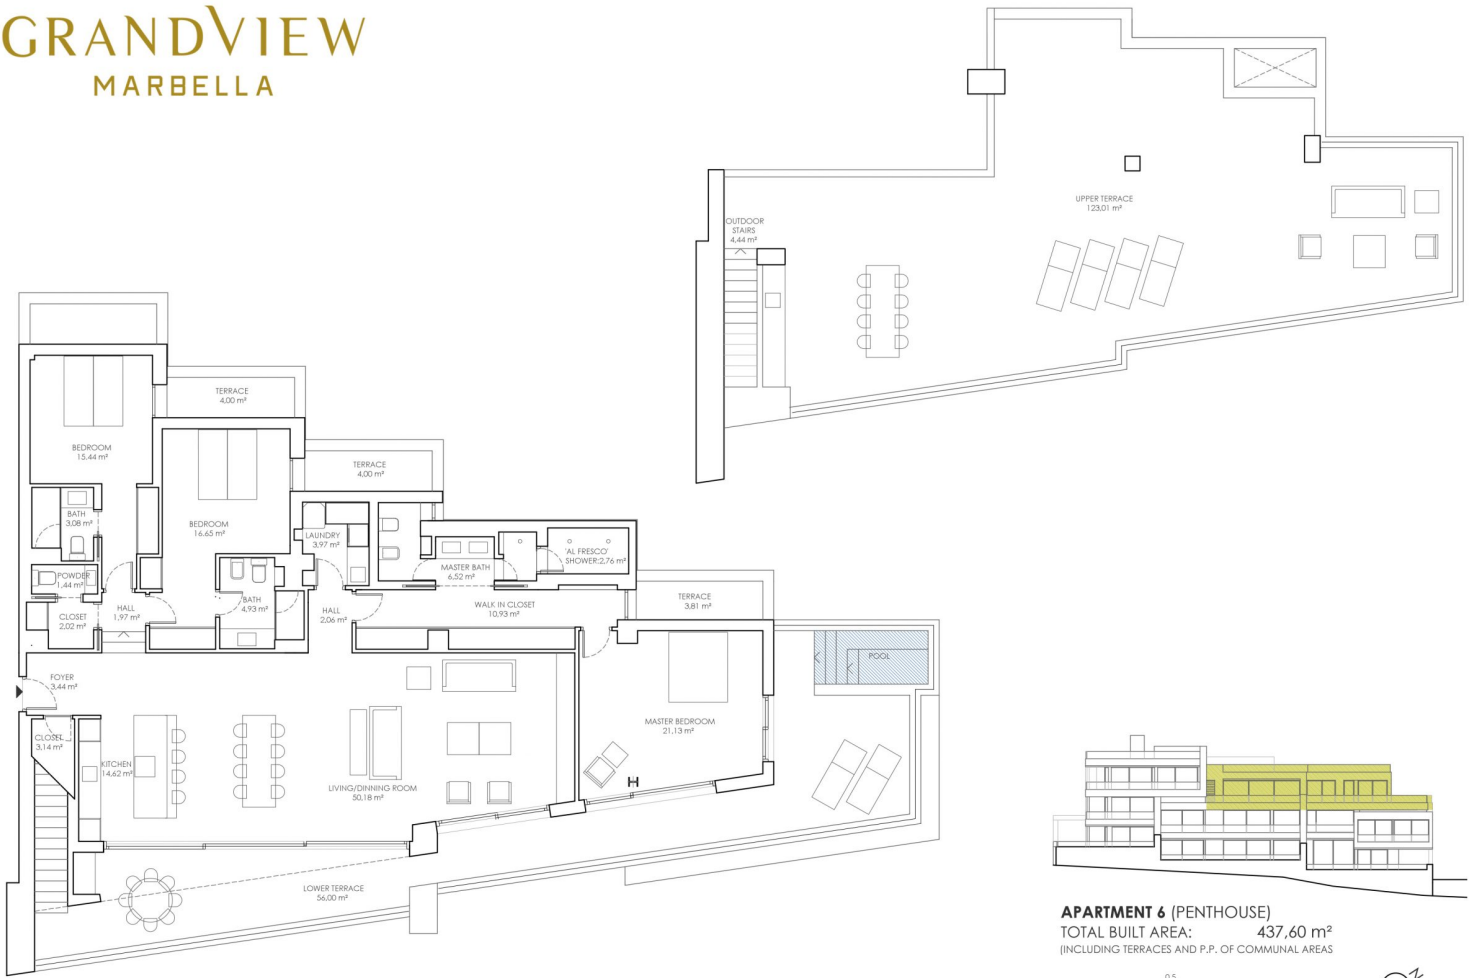 GRANDVIEW
MARBELLA
UPPER TERRACE
123,01 m²
OUTDOOR
STAIRS
4,44 m²
TERRACE
4,00 m²
BEDROOM
15.44 m²
TERRACE
4,00 m²
BATH
3,08 m²
BEDROOM
16.65 m²
LAUNDRY
3.97 m²
'AL FRESCO'
SHOWER:2,76 m²
MASTER BATH
6,52 m²
POWDER
1,44 m²
TERRACE
3,81 m²
BATH
4,93 m²
WALK IN CLOSET
10,93 m²
HALL
1,97 m²
HALL
2,06 m²
CLOSET
2,02 m²
POOL
FOYER
3,44 m²
MASTER BEDROOM
21,13 m²
CLOSET
3,14 m²
KITCHEN
14,62 m²
LIVING/DINNING ROOM
50,18 m²
LOWER TERRACE
56,00 m²
APARTMENT 6 (PENTHOUSE)
TOTAL BUILT AREA: 437,60 m²
(INCLUDING TERRACES AND P.P. OF COMMUNAL AREAS